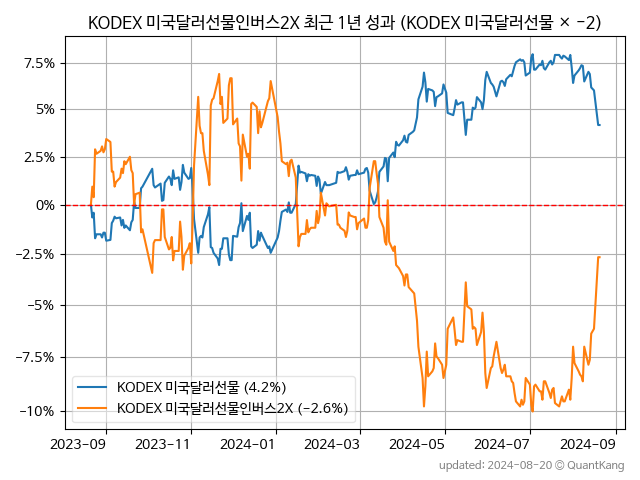 KODEX 미국달러선물인버스2X 최근 1년 성과 (KODEX 미국달러선물 × −2)
7.5%
5%
2.5%
0%
−2.5%
−5%
−7.5%
−10%
KODEX 미국달러선물 (4.2%)
KODEX 미국달러선물인버스2X (−2.6%)
2023-09 2023-11 2024-01 2024-03 2024-05 2024-07 2024-09
updated: 2024-08-20 © QuantKang